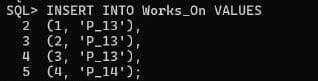 SQL> INSERT INTO Works_On VALUES
2 (1, 'P_13'),
3 (2, 'P_13'),
4 (3, 'P_13'),
5 (4, 'P_14');